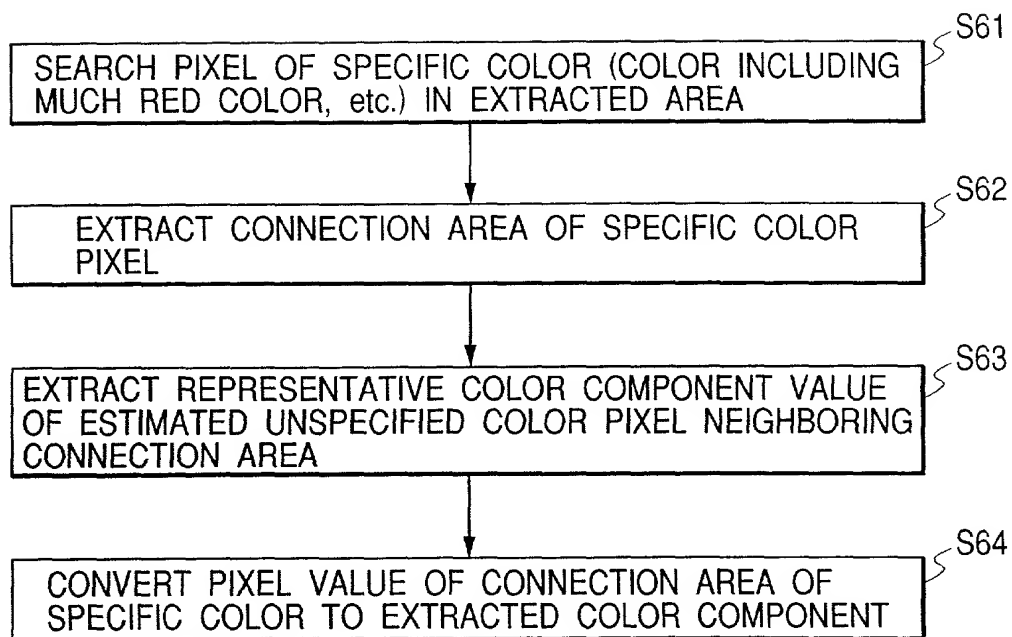 S61
SEARCH PIXEL OF SPECIFIC COLOR (COLOR INCLUDING
MUCH RED COLOR, etc.) IN EXTRACTED AREA
S62
EXTRACT CONNECTION AREA OF SPECIFIC COLOR
PIXEL
S63
EXTRACT REPRESENTATIVE COLOR COMPONENT VALUE
OF ESTIMATED UNSPECIFIED COLOR PIXEL NEIGHBORING
CONNECTION AREA
S64
CONVERT PIXEL VALUE OF CONNECTION AREA OF
SPECIFIC COLOR TO EXTRACTED COLOR COMPONENT